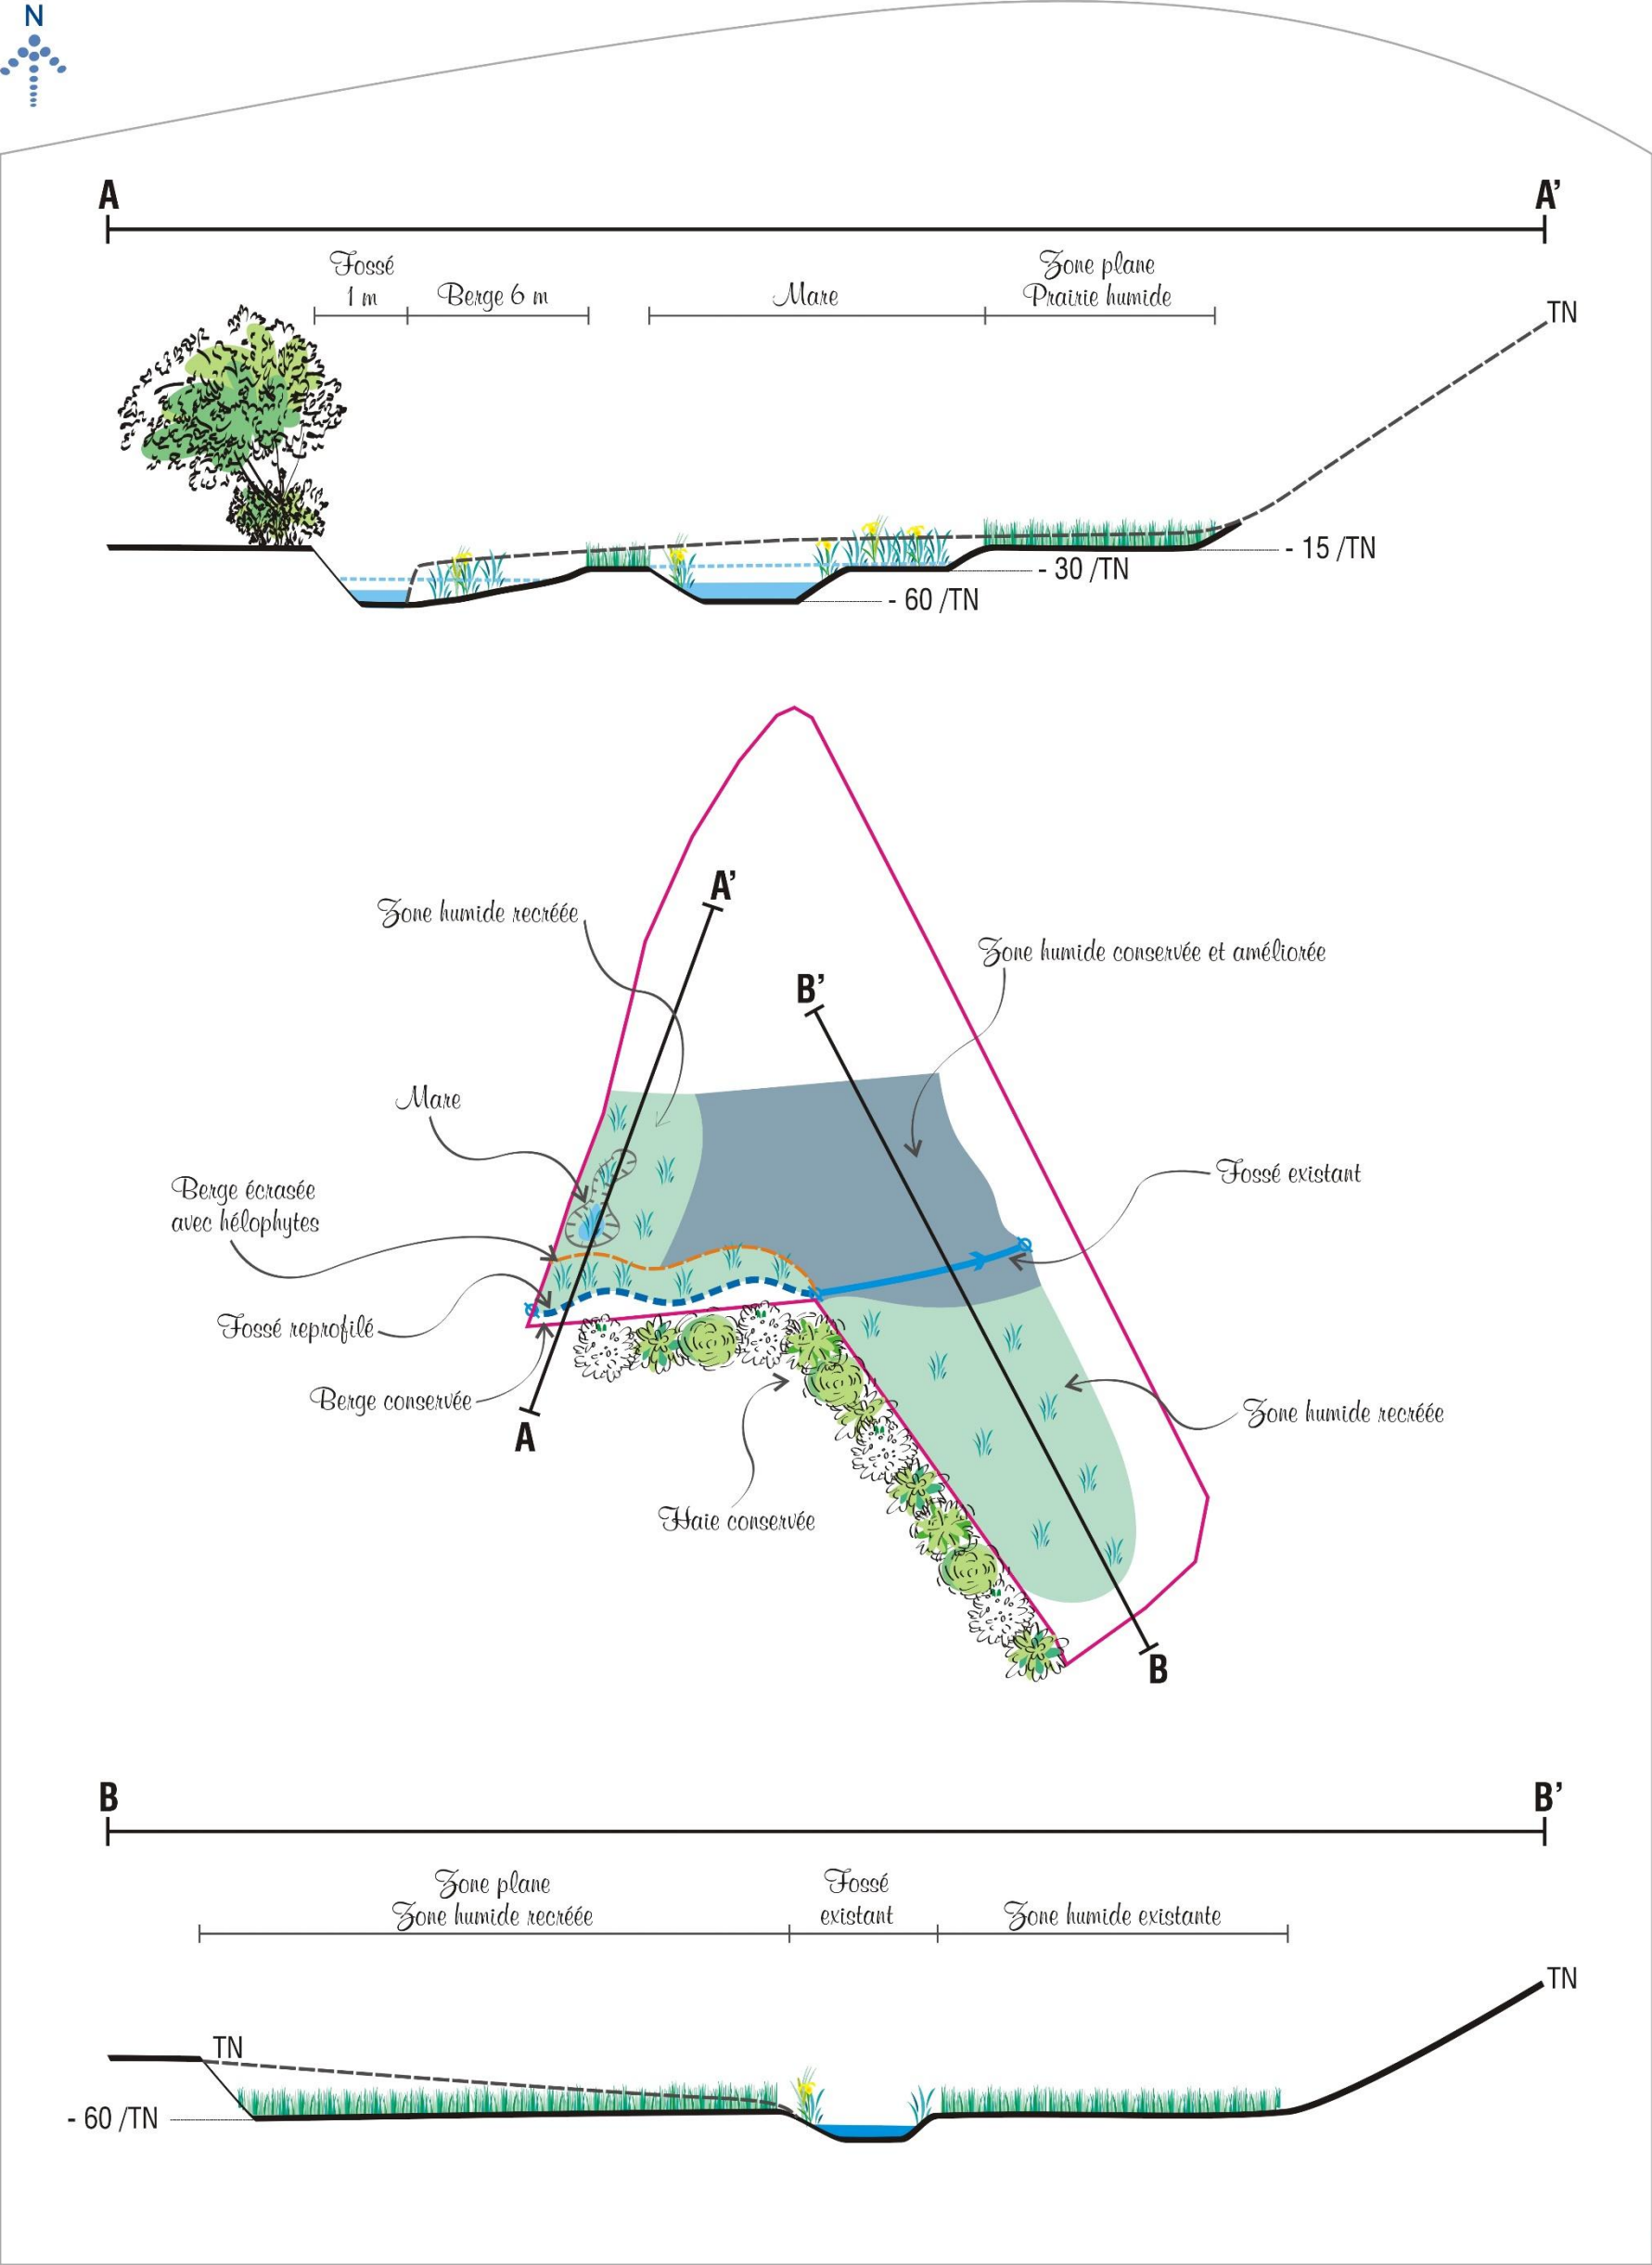 N
A
A'
Fossé
1 m
Berge 6 m
Mare
Zone plane
Prairie humide
TN
- 15 /TN
- 30 /TN
- 60 /TN
A'
Zone humide recréée
B'
Zone humide conservée et améliorée
Mare
Fossé existant
Berge écrasée
avec hélophytes
Fossé reprofilé
Berge conservée
A
Zone humide recréée
Haie conservée
B
B
B'
Zone plane
Zone humide recréée
Fossé
existant
Zone humide existante
TN
TN
- 60 /TN